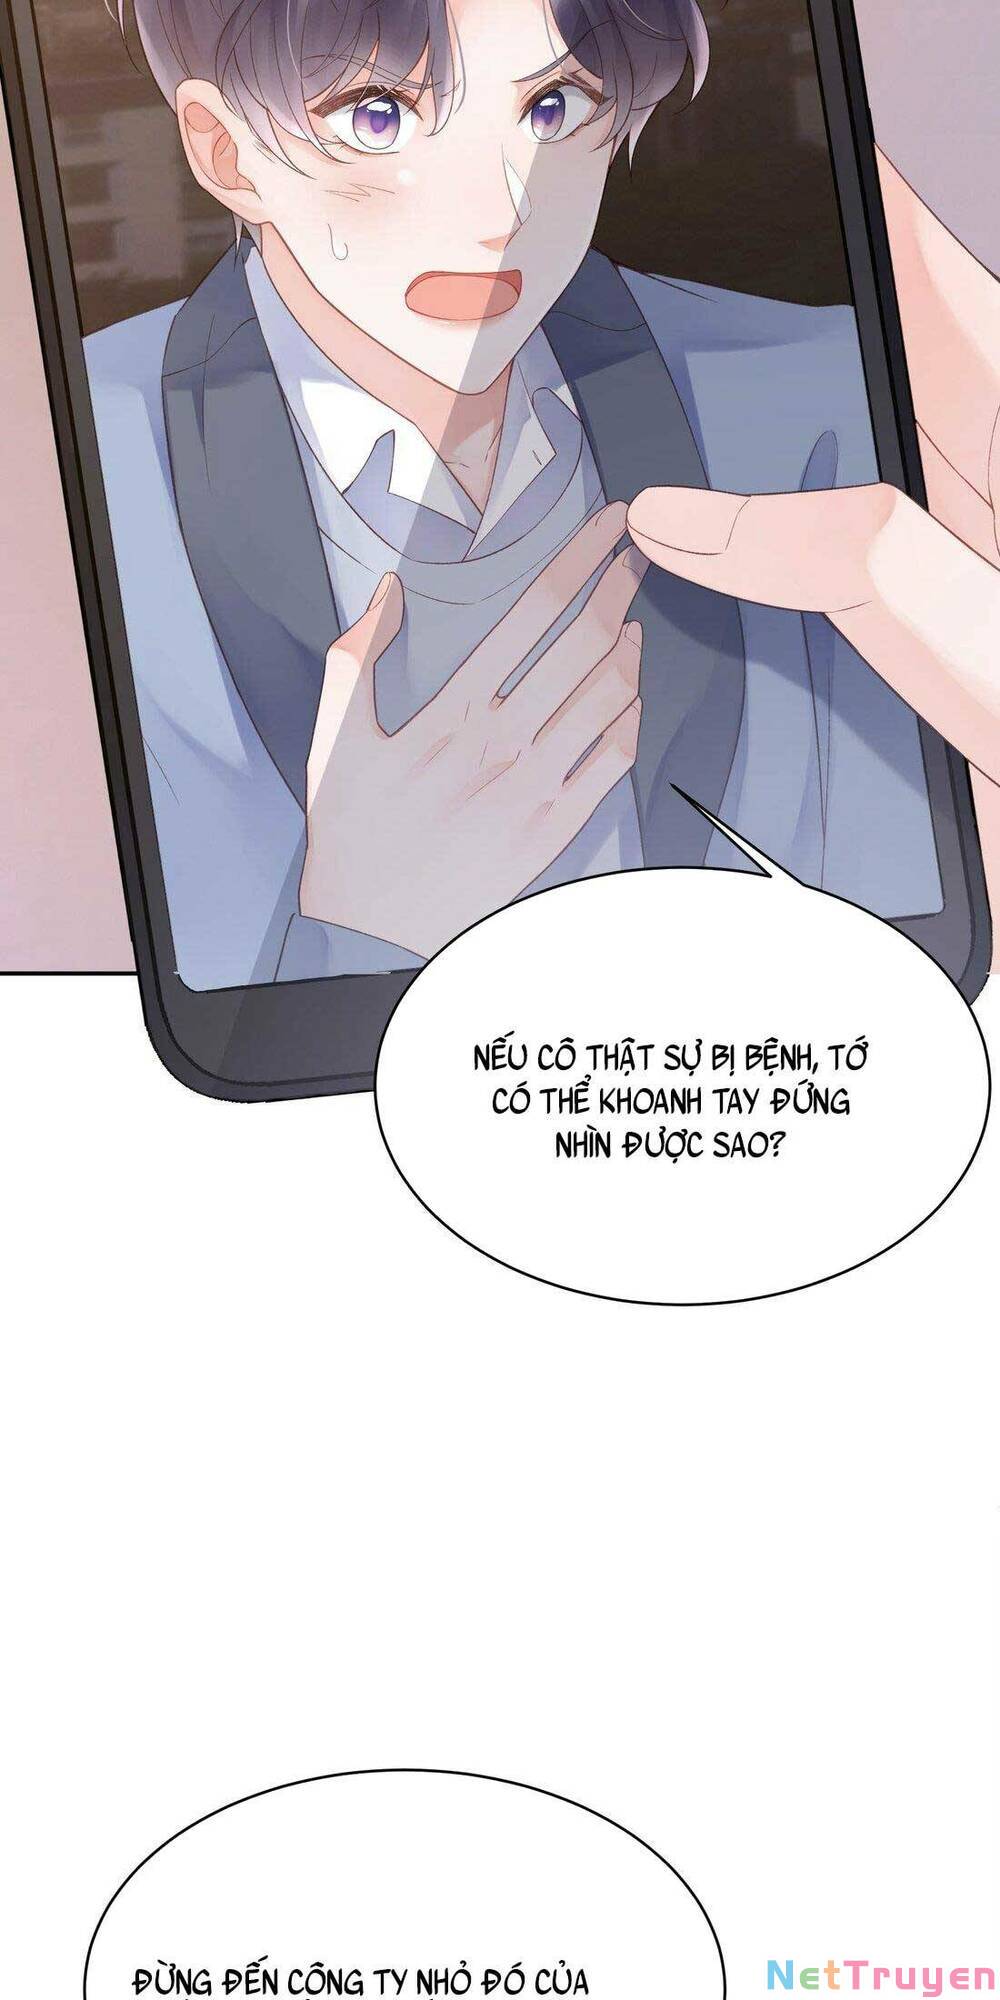 NẾU CÔ THẬT SỰ BỊ BỆNH, TỚ
CÓ THỂ KHOANH TAY ĐỨNG
NHÌN ĐƯỢC SAO?
ĐỪNG ĐẾN CÔNG TY NHỎ ĐÓ CỦA
NetTruyen